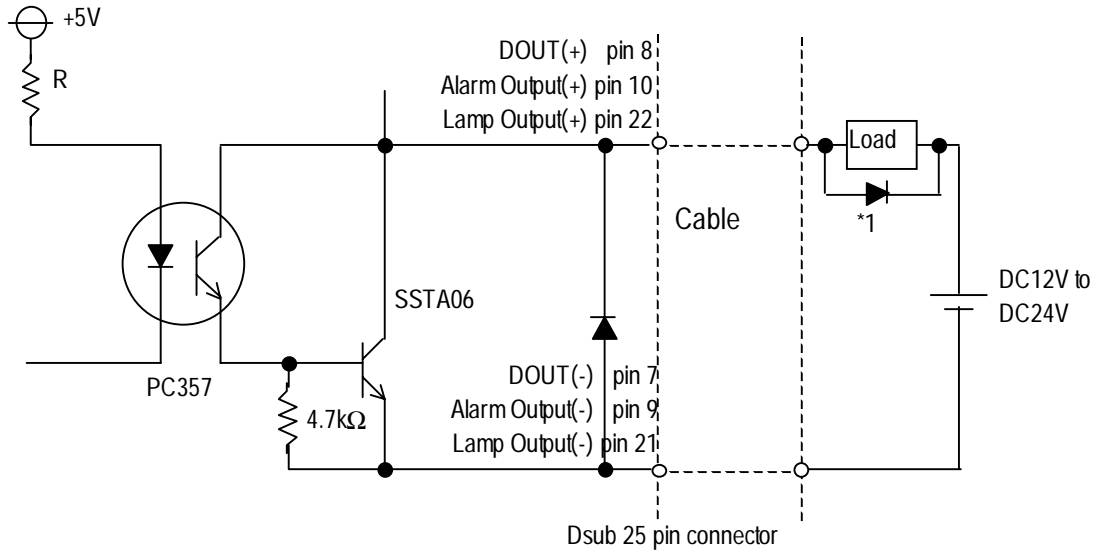 +5V
R
DOUT(+) pin 8
Alarm Output(+) pin 10
Lamp Output(+) pin 22
Load
*1
Cable
DC12V to
DC24V
SSTA06
PC357
4.7kΩ
DOUT(-) pin 7
Alarm Output(-) pin 9
Lamp Output(-) pin 21
Dsub 25 pin connector